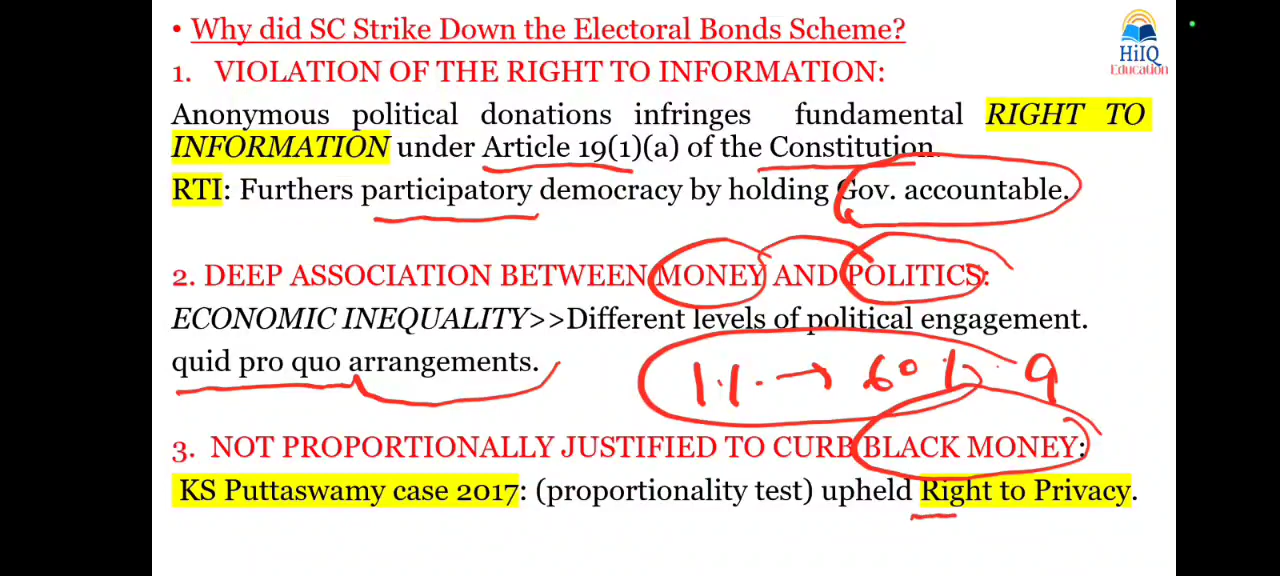 • Why did SC Strike Down the Electoral Bonds Scheme?
HiIQ
Education
1. VIOLATION OF THE RIGHT TO INFORMATION:
Anonymous political donations infringes fundamental RIGHT TO
INFORMATION under Article 19(1)(a) of the Constitution.
RTI: Furthers participatory democracy by holding Gov. accountable.
2. DEEP ASSOCIATION BETWEEN MONEY AND POLITICS:
ECONOMIC INEQUALITY>>Different levels of political engagement.
quid pro quo arrangements.
1%. → 60%
3. NOT PROPORTIONALLY JUSTIFIED TO CURB BLACK MONEY:
KS Puttaswamy case 2017: (proportionality test) upheld Right to Privacy.